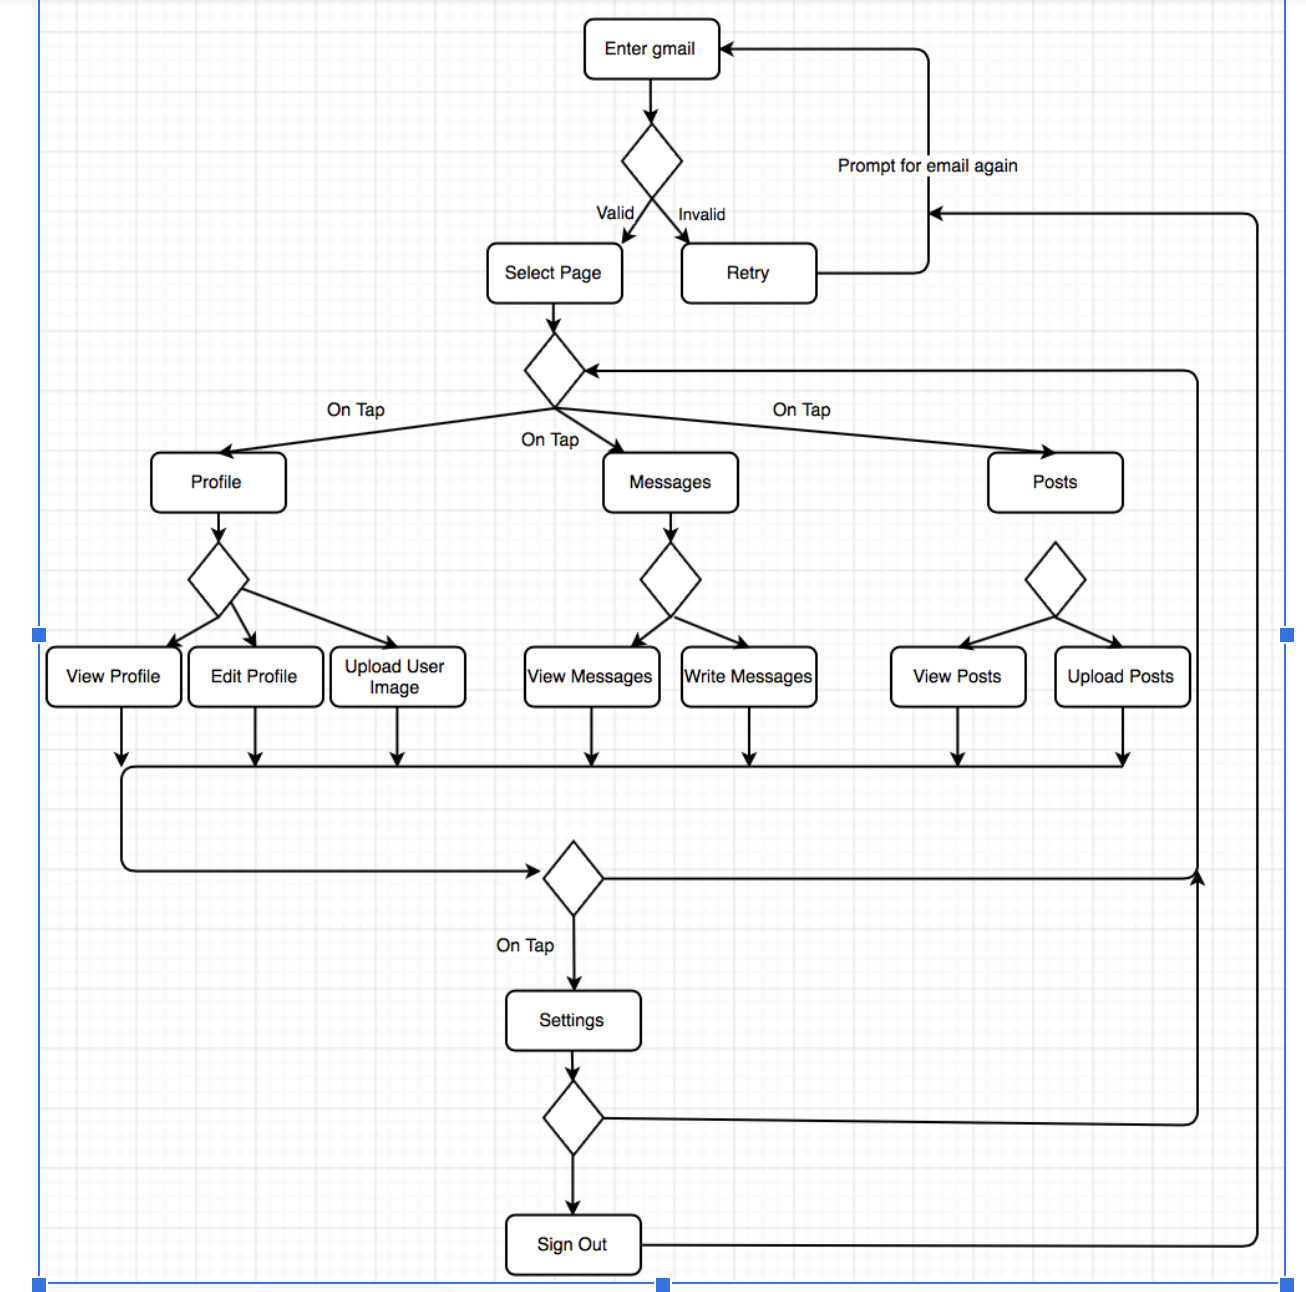 Enter gmail
Prompt for email again
Valid
Invalid
Select Page
Retry
On Tap
On Tap
On Tap
Profile
Messages
Posts
View Profile
Edit Profile
Upload User
Image
View Messages
Write Messages
View Posts
Upload Posts
On Tap
Settings
Sign Out